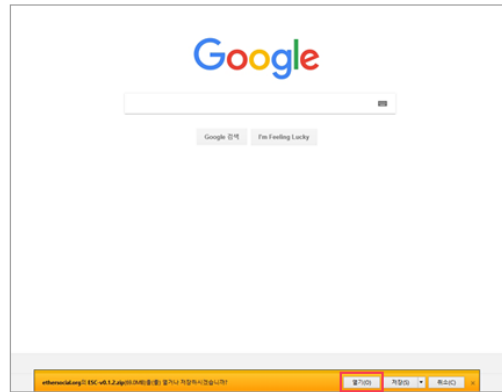 Google
Google 검색 I'm Feeling Lucky
ethersocial.org의 ESC-v0.1.2.zip(88.0MB)을(를) 열거나 저장하시겠습니까? 열기(O) 저장(S) 취소(C)